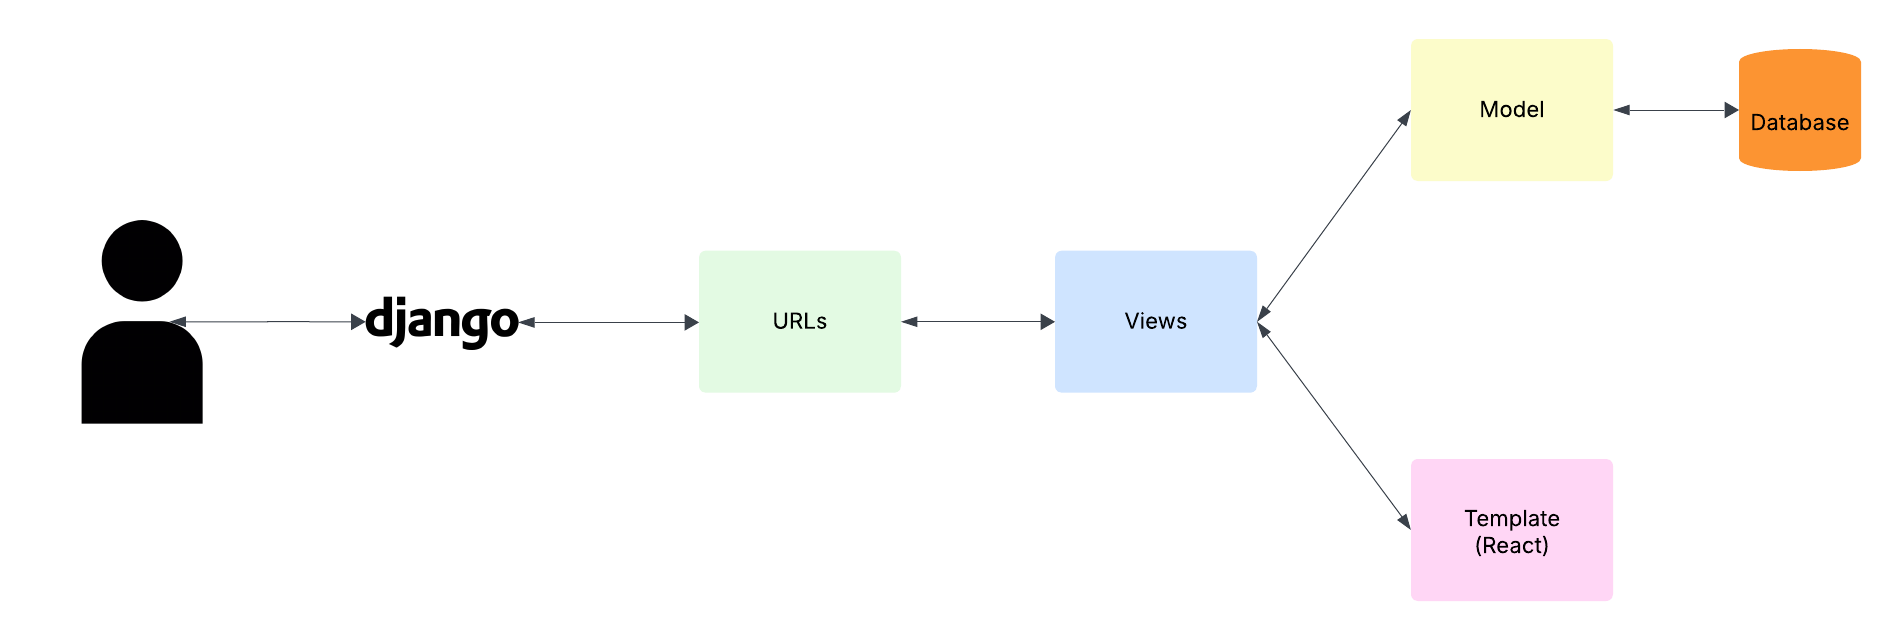 django
URLs
Views
Model
Database
Template
(React)